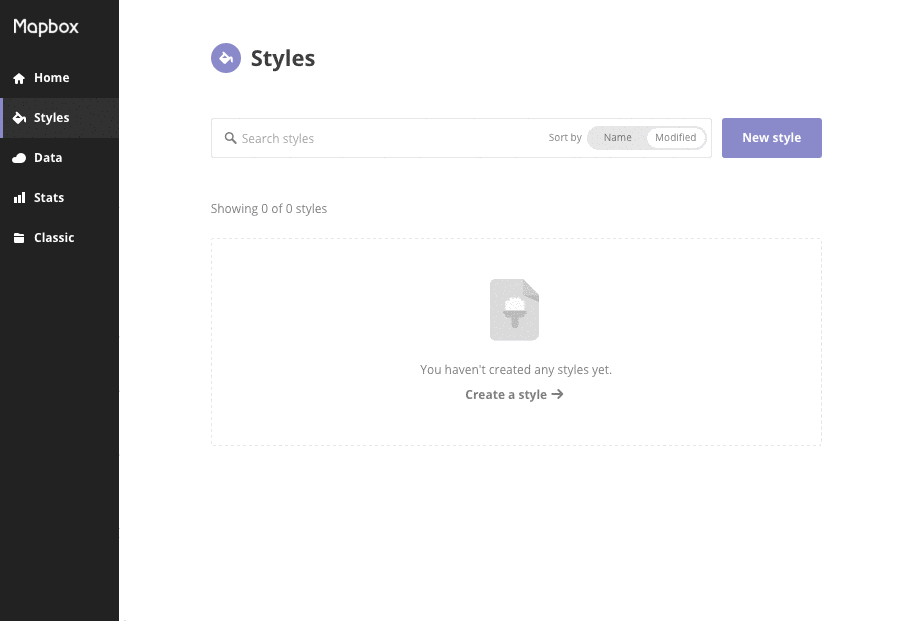 Mapbox
Home
Styles
Data
Stats
Classic
Styles
Search styles
Sort by Name Modified
New style
Showing 0 of 0 styles
You haven't created any styles yet.
Create a style →